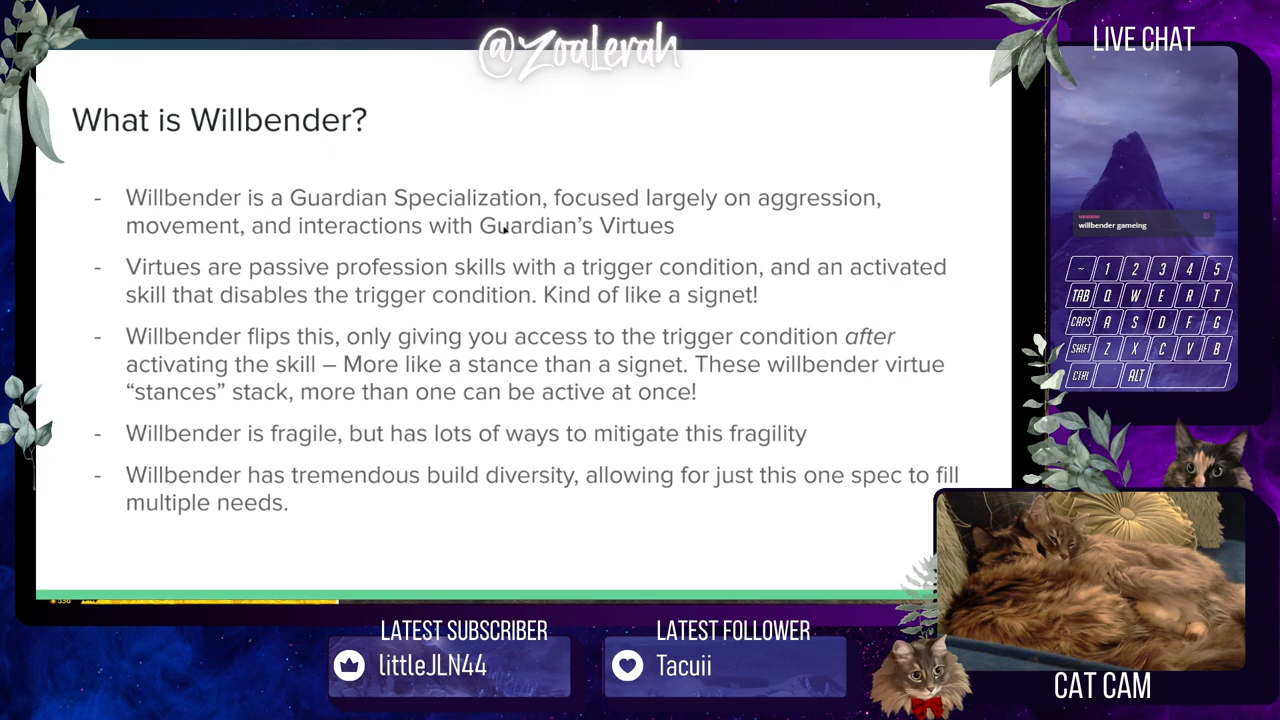 @ZoaLerah
LIVE CHAT
What is Willbender?
- Willbender is a Guardian Specialization, focused largely on aggression,
movement, and interactions with Guardian's Virtues
- Virtues are passive profession skills with a trigger condition, and an activated
skill that disables the trigger condition. Kind of like a signet!
- Willbender flips this, only giving you access to the trigger condition after
activating the skill – More like a stance than a signet. These willbender virtue
“stances” stack, more than one can be active at once!
- Willbender is fragile, but has lots of ways to mitigate this fragility
- Willbender has tremendous build diversity, allowing for just this one spec to fill
multiple needs.
willbender gameing
~ 1 2 3 4 5
TAB Q W E R T
CAPS A S D F G
SHIFT Z X C V B
CTRL ALT
LATEST SUBSCRIBER
littleJLN44
LATEST FOLLOWER
Tacuii
CAT CAM